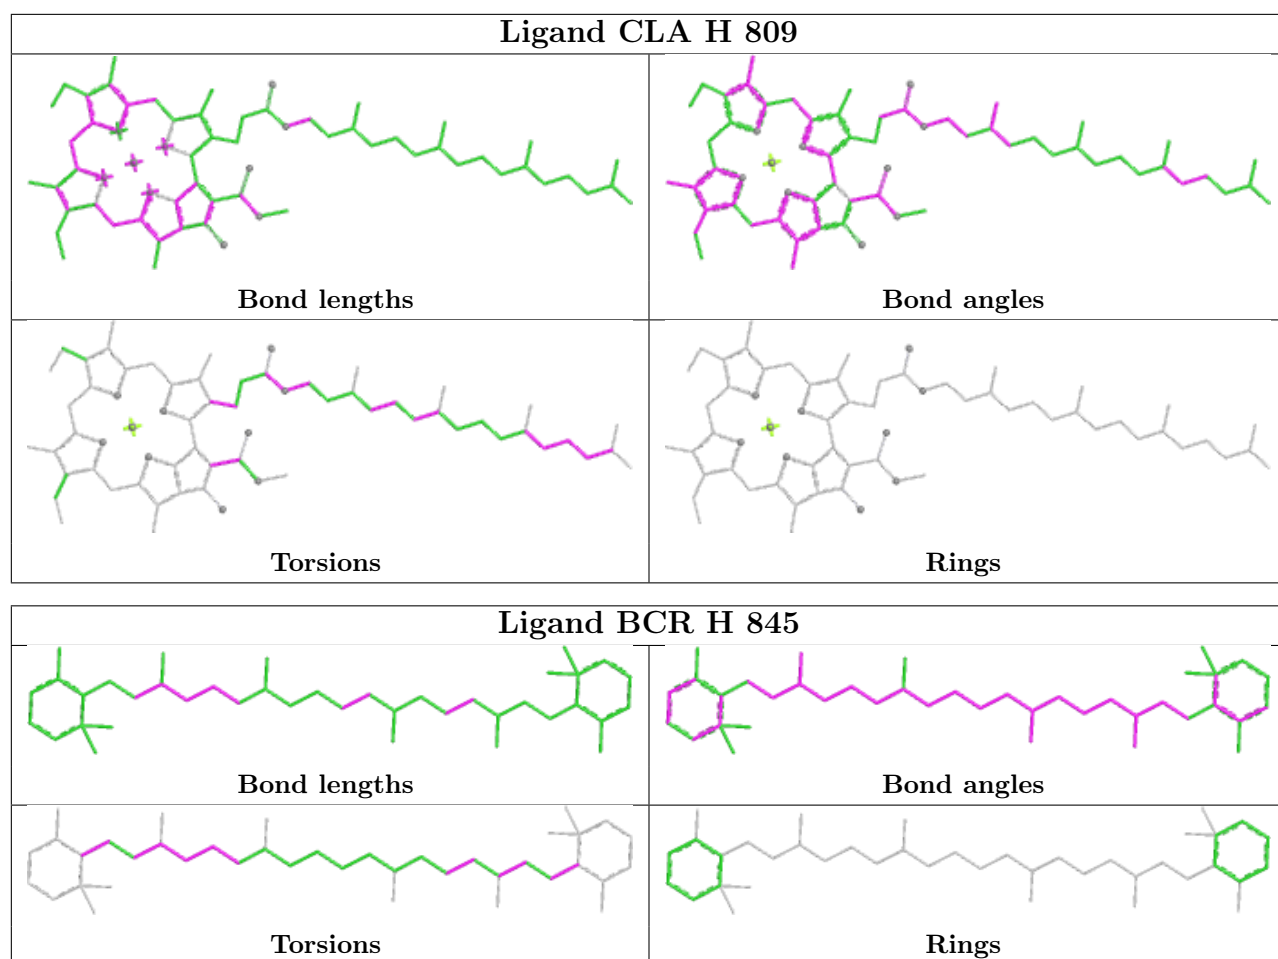 Ligand CLA H 809
Bond lengths
Bond angles
Torsions
Rings
Ligand BCR H 845
Bond lengths
Bond angles
Torsions
Rings